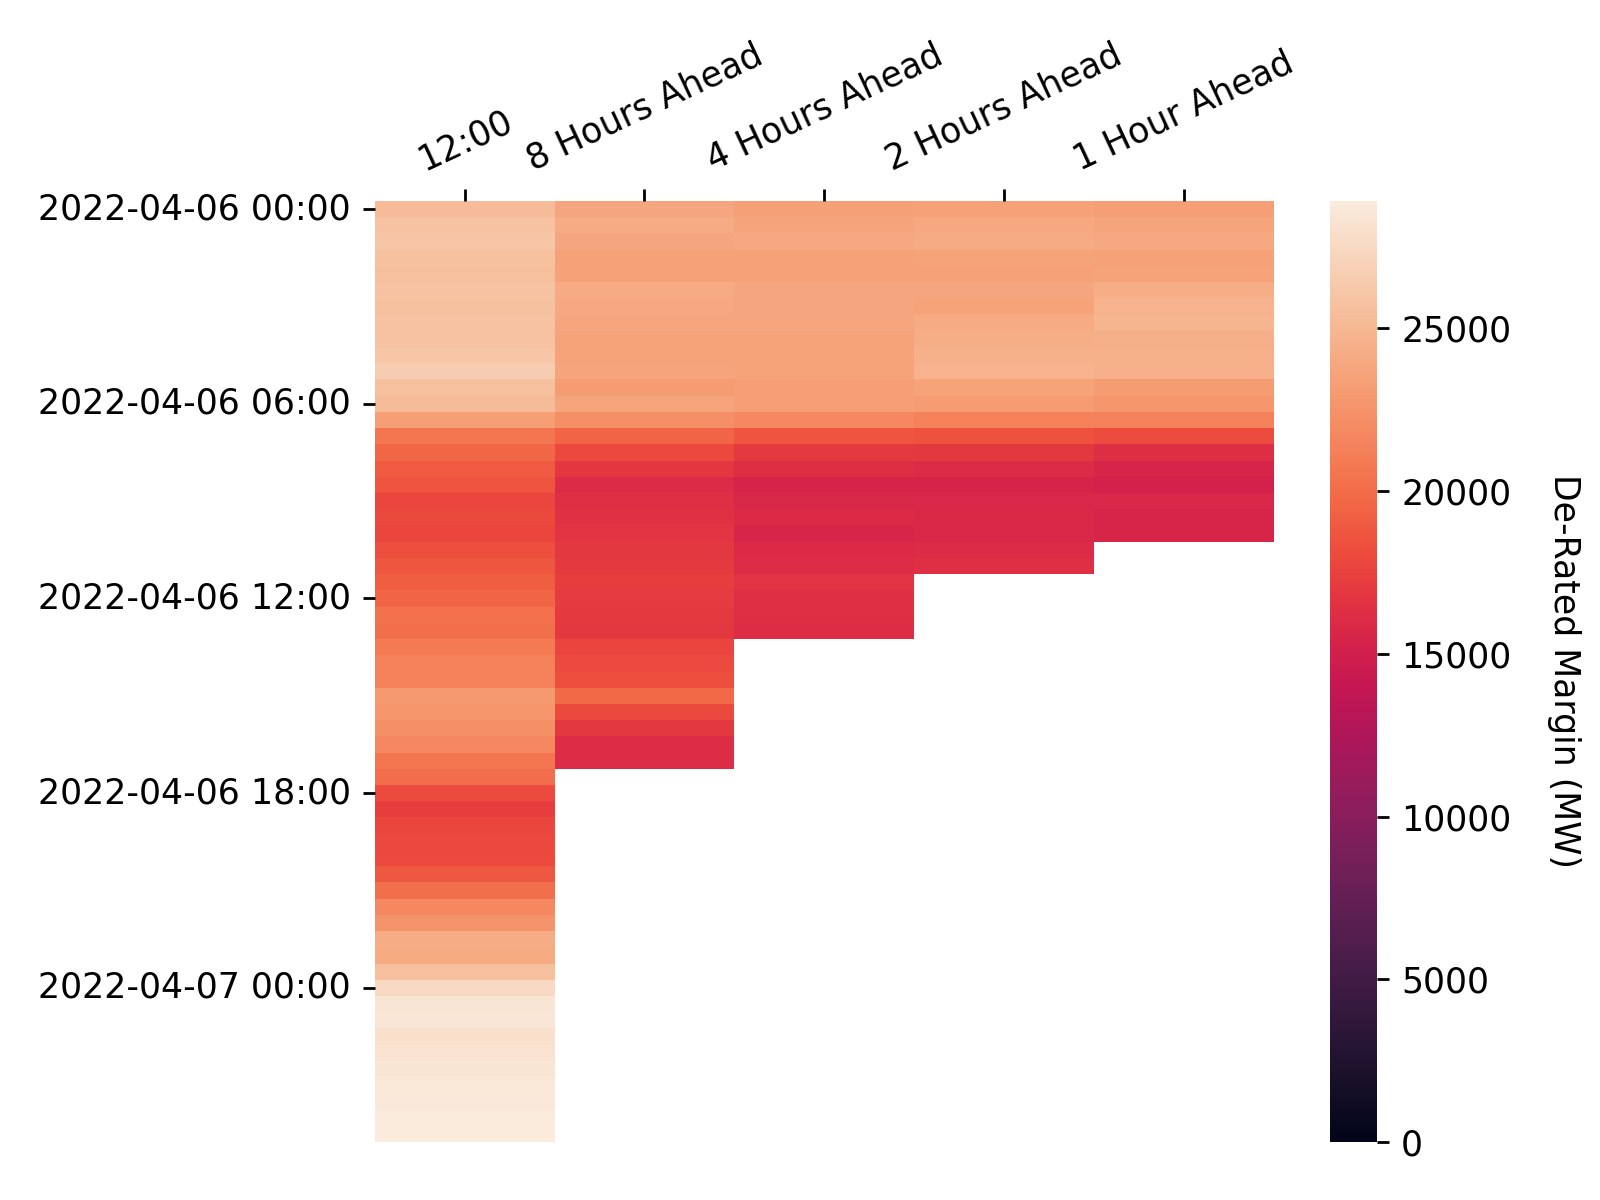 12:00
8 Hours Ahead
4 Hours Ahead
2 Hours Ahead
1 Hour Ahead
2022-04-06 00:00
2022-04-06 06:00
2022-04-06 12:00
2022-04-06 18:00
2022-04-07 00:00
25000
20000
15000
10000
5000
0
De-Rated Margin (MW)